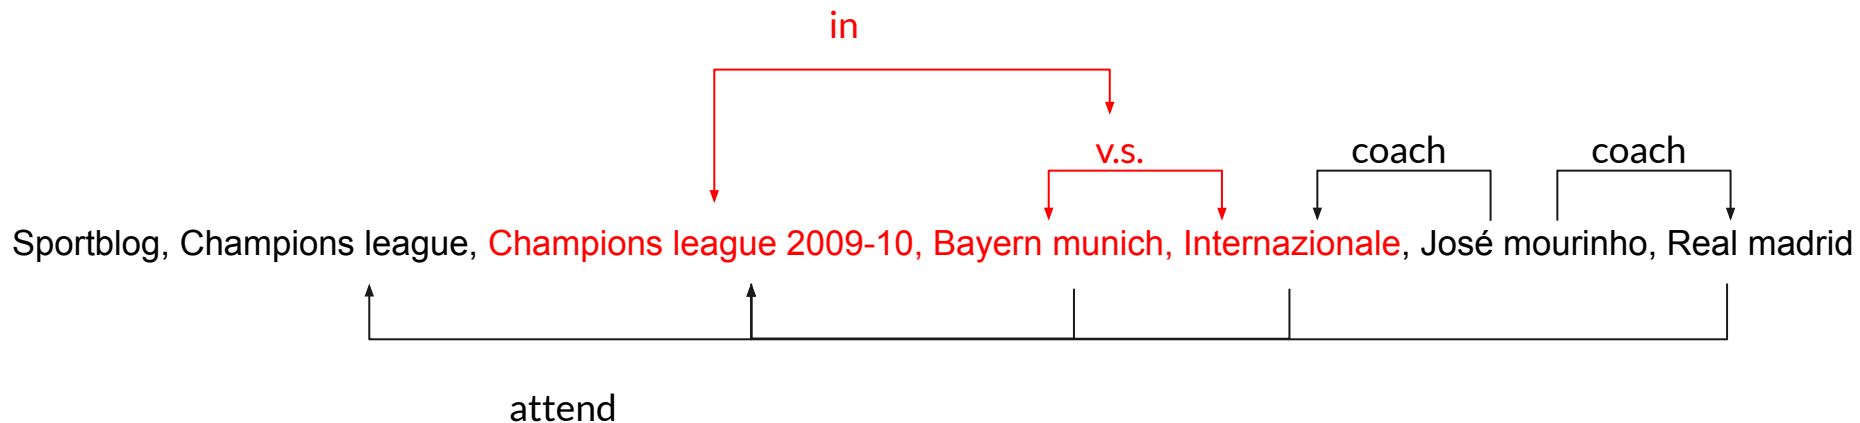 in
v.s. coach coach
Sportblog, Champions league, Champions league 2009-10, Bayern munich, Internazionale, José mourinho, Real madrid
attend